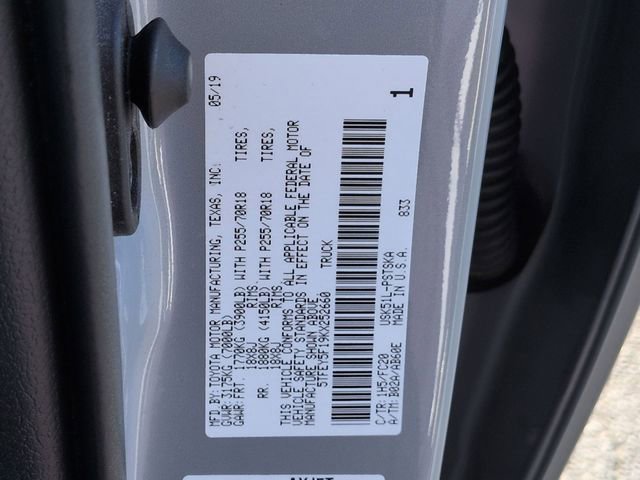 MFD BY: TOYOTA MOTOR MANUFACTURING, TEXAS, INC. 05/19
GVWR: 3175KG (7000LB)
GAWR: FRT. 1770KG (3900LB) WITH P255/70R18 TIRES,
18X8J RIMS
RR. 1880KG (4150LB) WITH P255/70R18 TIRES,
18X8J RIMS
THIS VEHICLE CONFORMS TO ALL APPLICABLE FEDERAL MOTOR
VEHICLE SAFETY STANDARDS IN EFFECT ON THE DATE OF
MANUFACTURE SHOWN ABOVE.
5TFEY5F19KX252660 TRUCK
1
C/TR: 1H5/FC20 USK51L-PSTSKA 833
A/TM: B02A/AB60E MADE IN U.S.A.